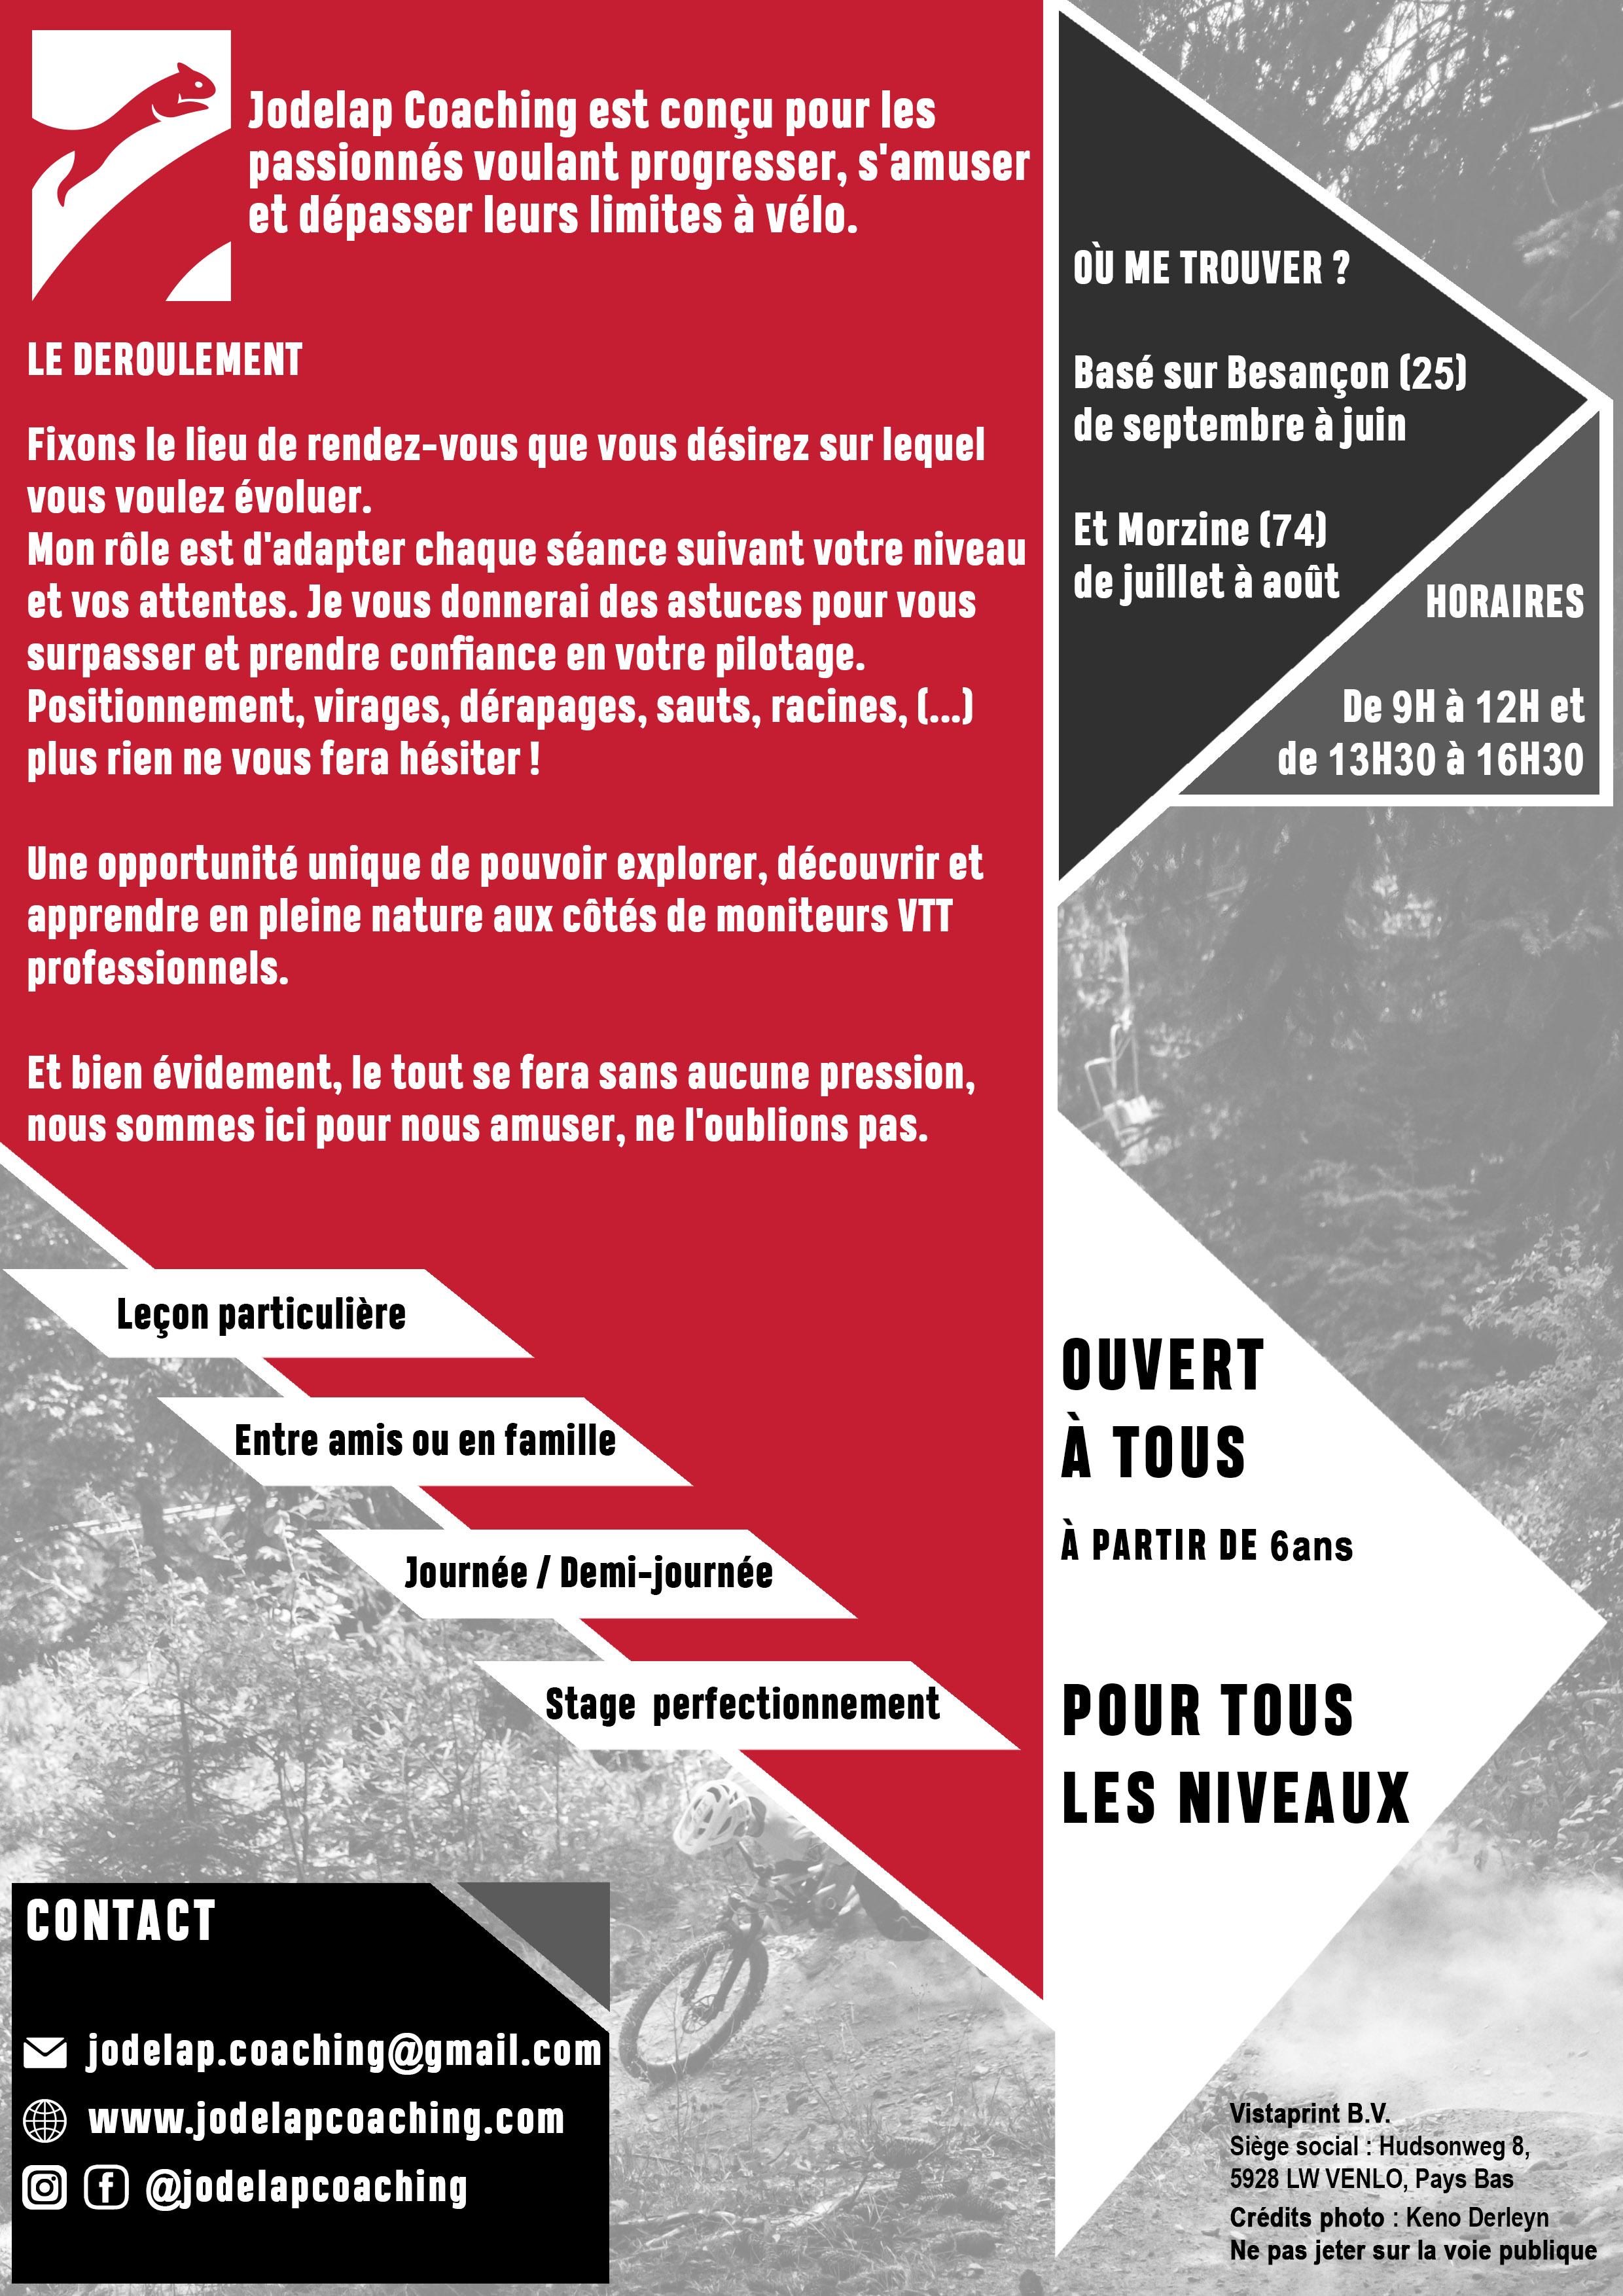 Jodelap Coaching est conçu pour les
passionnés voulant progresser, s'amuser
et dépasser leurs limites à vélo.
LE DEROULEMENT
Fixons le lieu de rendez-vous que vous désirez sur lequel
vous voulez évoluer.
Mon rôle est d'adapter chaque séance suivant votre niveau
et vos attentes. Je vous donnerai des astuces pour vous
surpasser et prendre confiance en votre pilotage.
Positionnement, virages, dérapages, sauts, racines, (...)
plus rien ne vous fera hésiter !
Une opportunité unique de pouvoir explorer, découvrir et
apprendre en pleine nature aux côtés de moniteurs VTT
professionnels.
Et bien évidement, le tout se fera sans aucune pression,
nous sommes ici pour nous amuser, ne l'oublions pas.
Leçon particulière
Entre amis ou en famille
Journée / Demi-journée
Stage perfectionnement
CONTACT
jodelap.coaching@gmail.com
www.jodelapcoaching.com
@jodelapcoaching
OÙ ME TROUVER ?
Basé sur Besançon (25)
de septembre à juin
Et Morzine (74)
de juillet à août
HORAIRES
De 9H à 12H et
de 13H30 à 16H30
OUVERT
À TOUS
À PARTIR DE 6ans
POUR TOUS
LES NIVEAUX
Vistaprint B.V.
Siège social : Hudsonweg 8,
5928 LW VENLO, Pays Bas
Crédits photo : Keno Derleyn
Ne pas jeter sur la voie publique